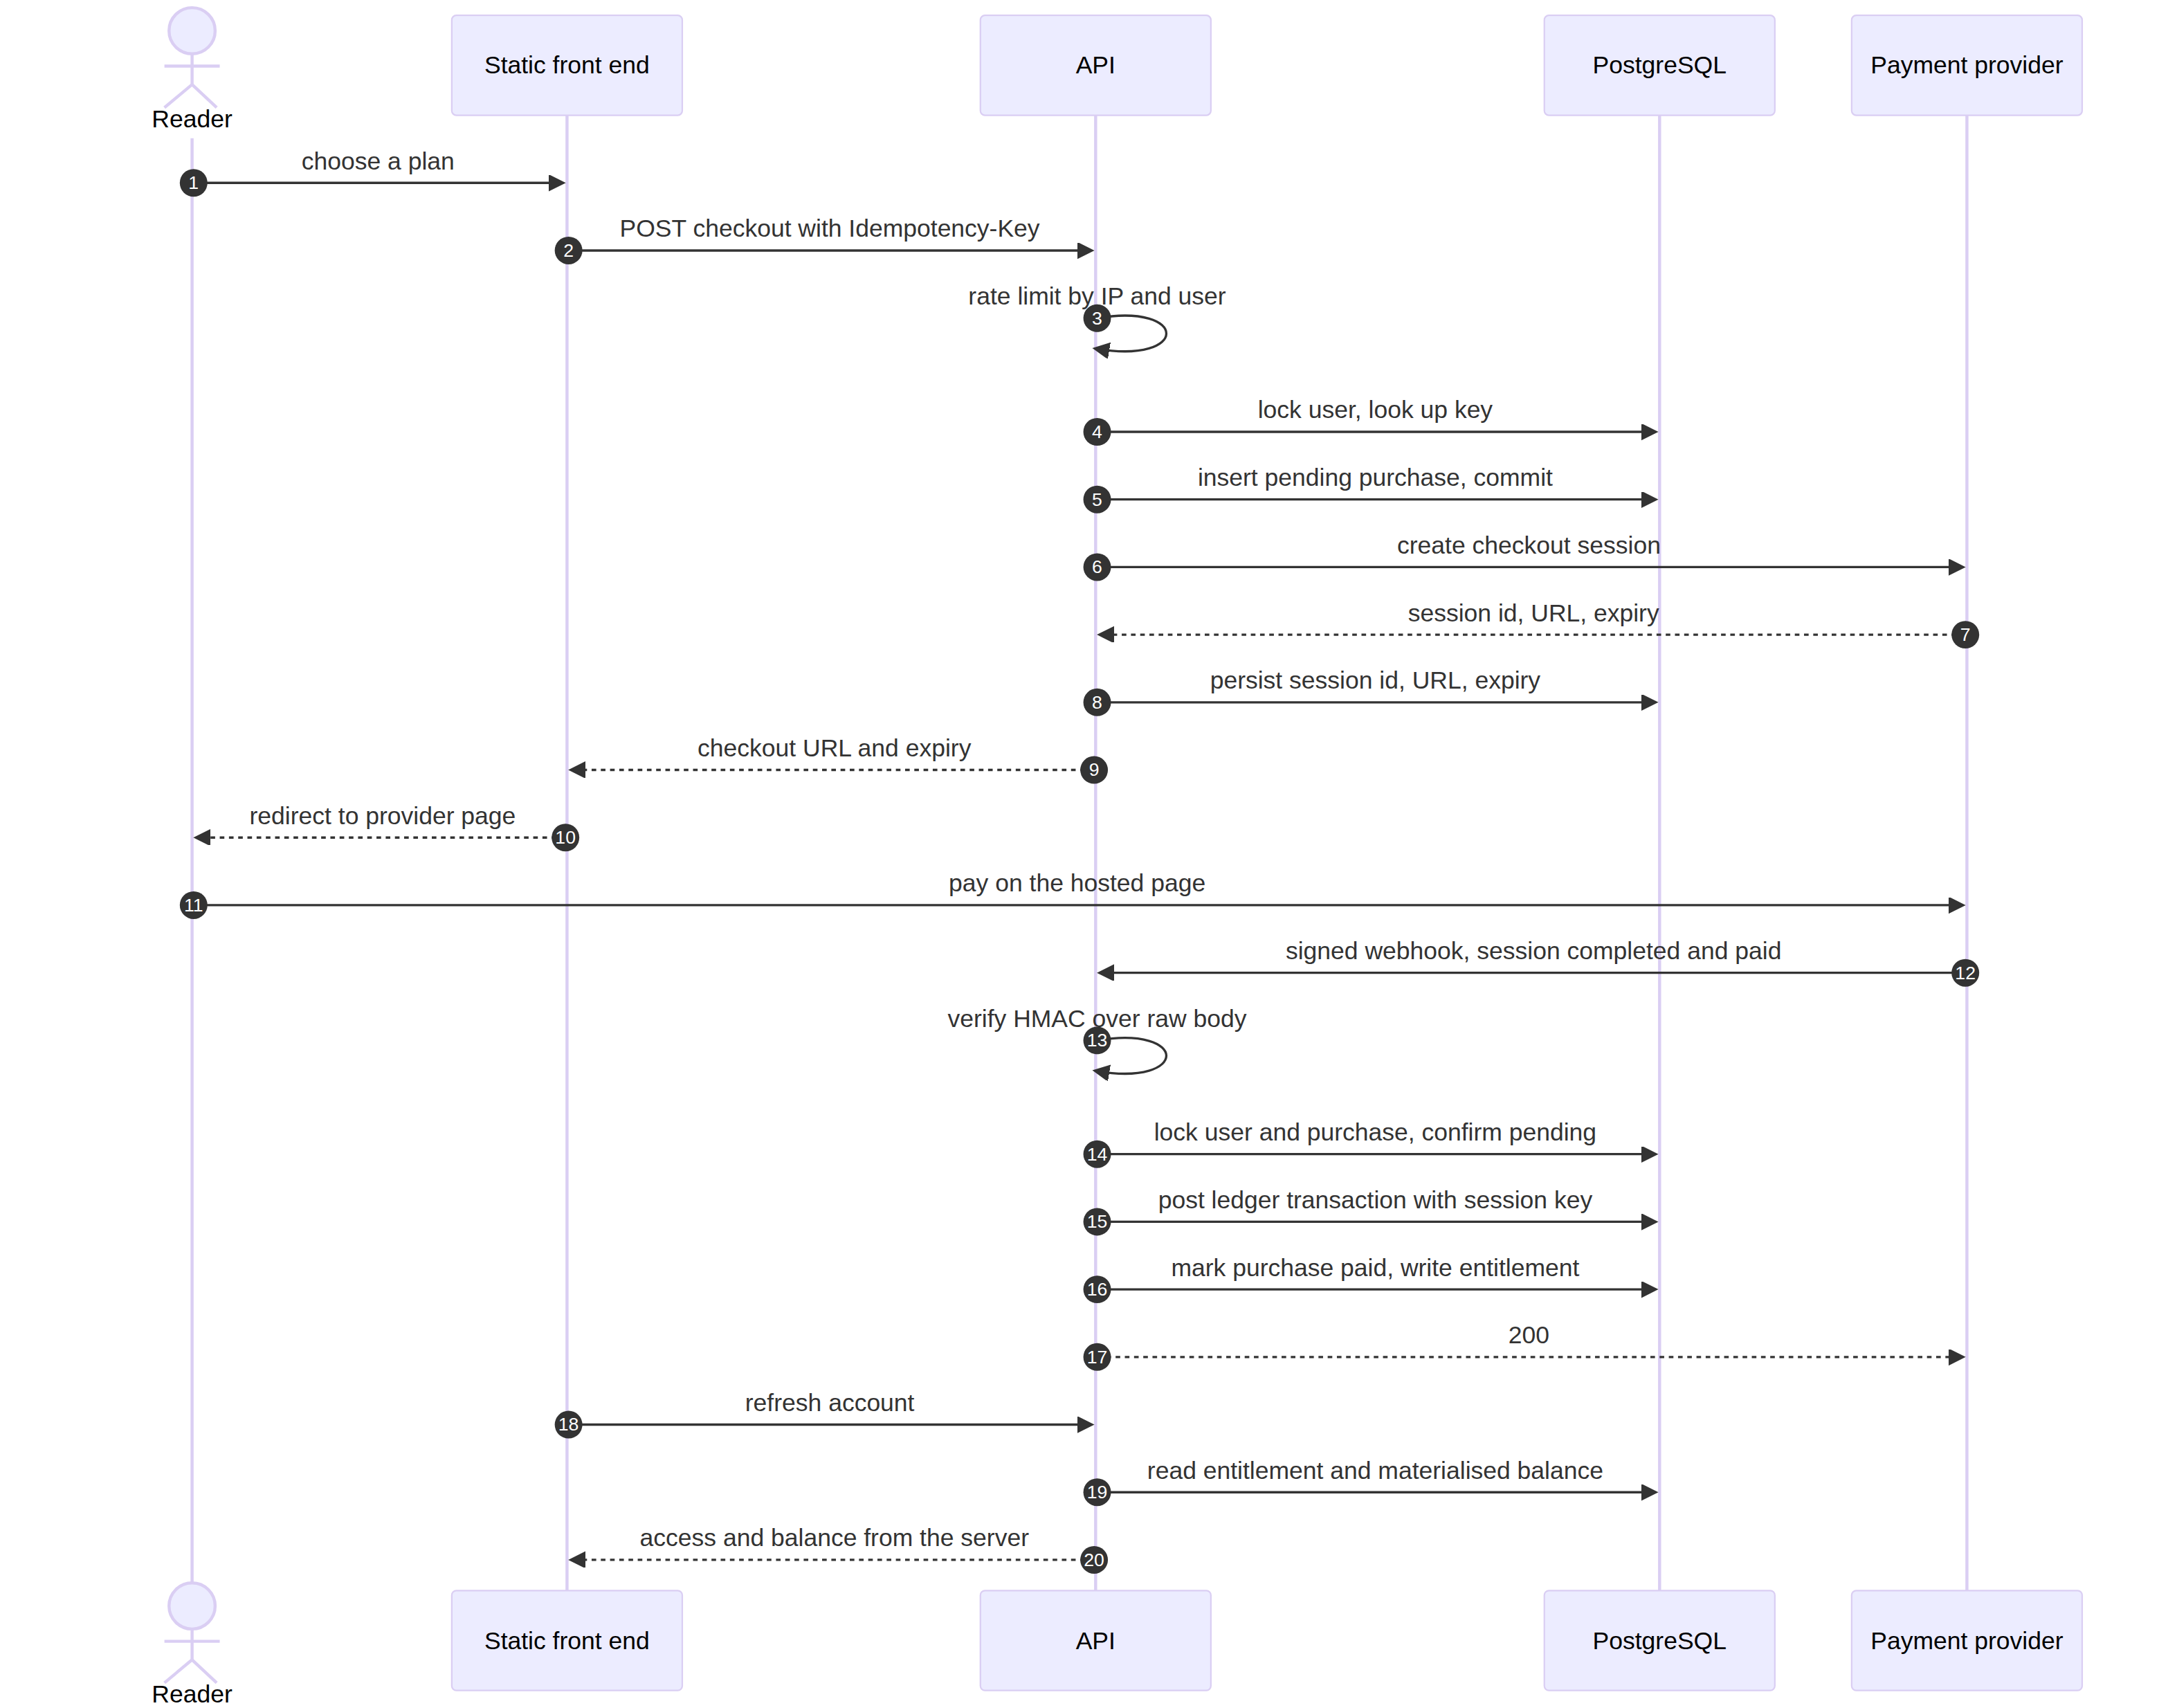 Reader
Static front end
API
PostgreSQL
Payment provider
choose a plan
1
POST checkout with Idempotency-Key
2
rate limit by IP and user
3
lock user, look up key
4
insert pending purchase, commit
5
create checkout session
6
session id, URL, expiry
7
persist session id, URL, expiry
8
checkout URL and expiry
9
redirect to provider page
10
pay on the hosted page
11
signed webhook, session completed and paid
12
verify HMAC over raw body
13
lock user and purchase, confirm pending
14
post ledger transaction with session key
15
mark purchase paid, write entitlement
16
200
17
refresh account
18
read entitlement and materialised balance
19
access and balance from the server
20
Reader
Static front end
API
PostgreSQL
Payment provider